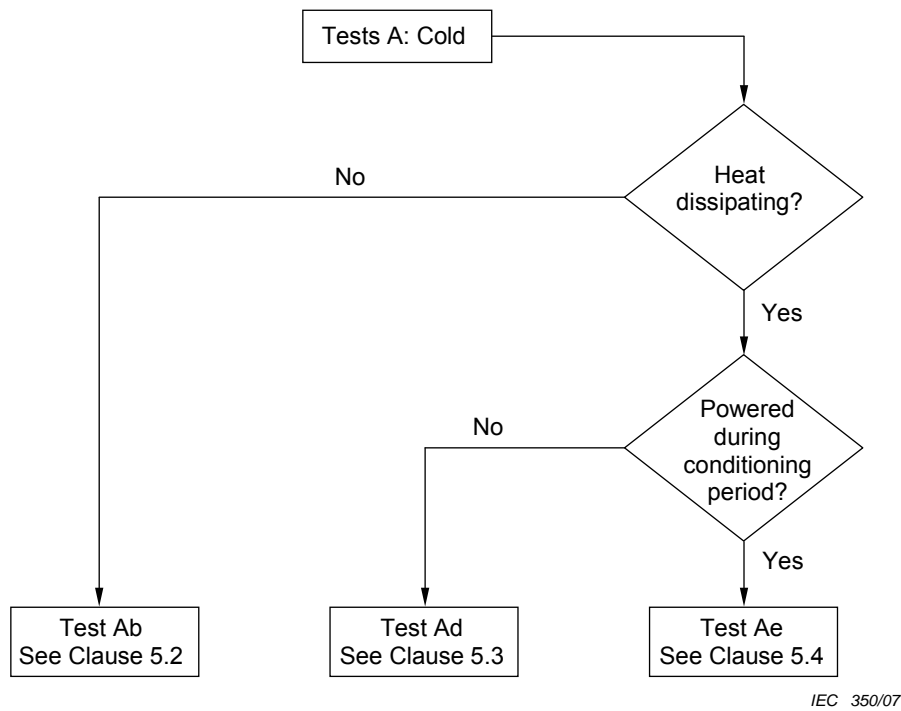 Tests A: Cold
Heat
dissipating?
No
Yes
Powered
during
conditioning
period?
No
Yes
Test Ab
See Clause 5.2
Test Ad
See Clause 5.3
Test Ae
See Clause 5.4
IEC 350/07